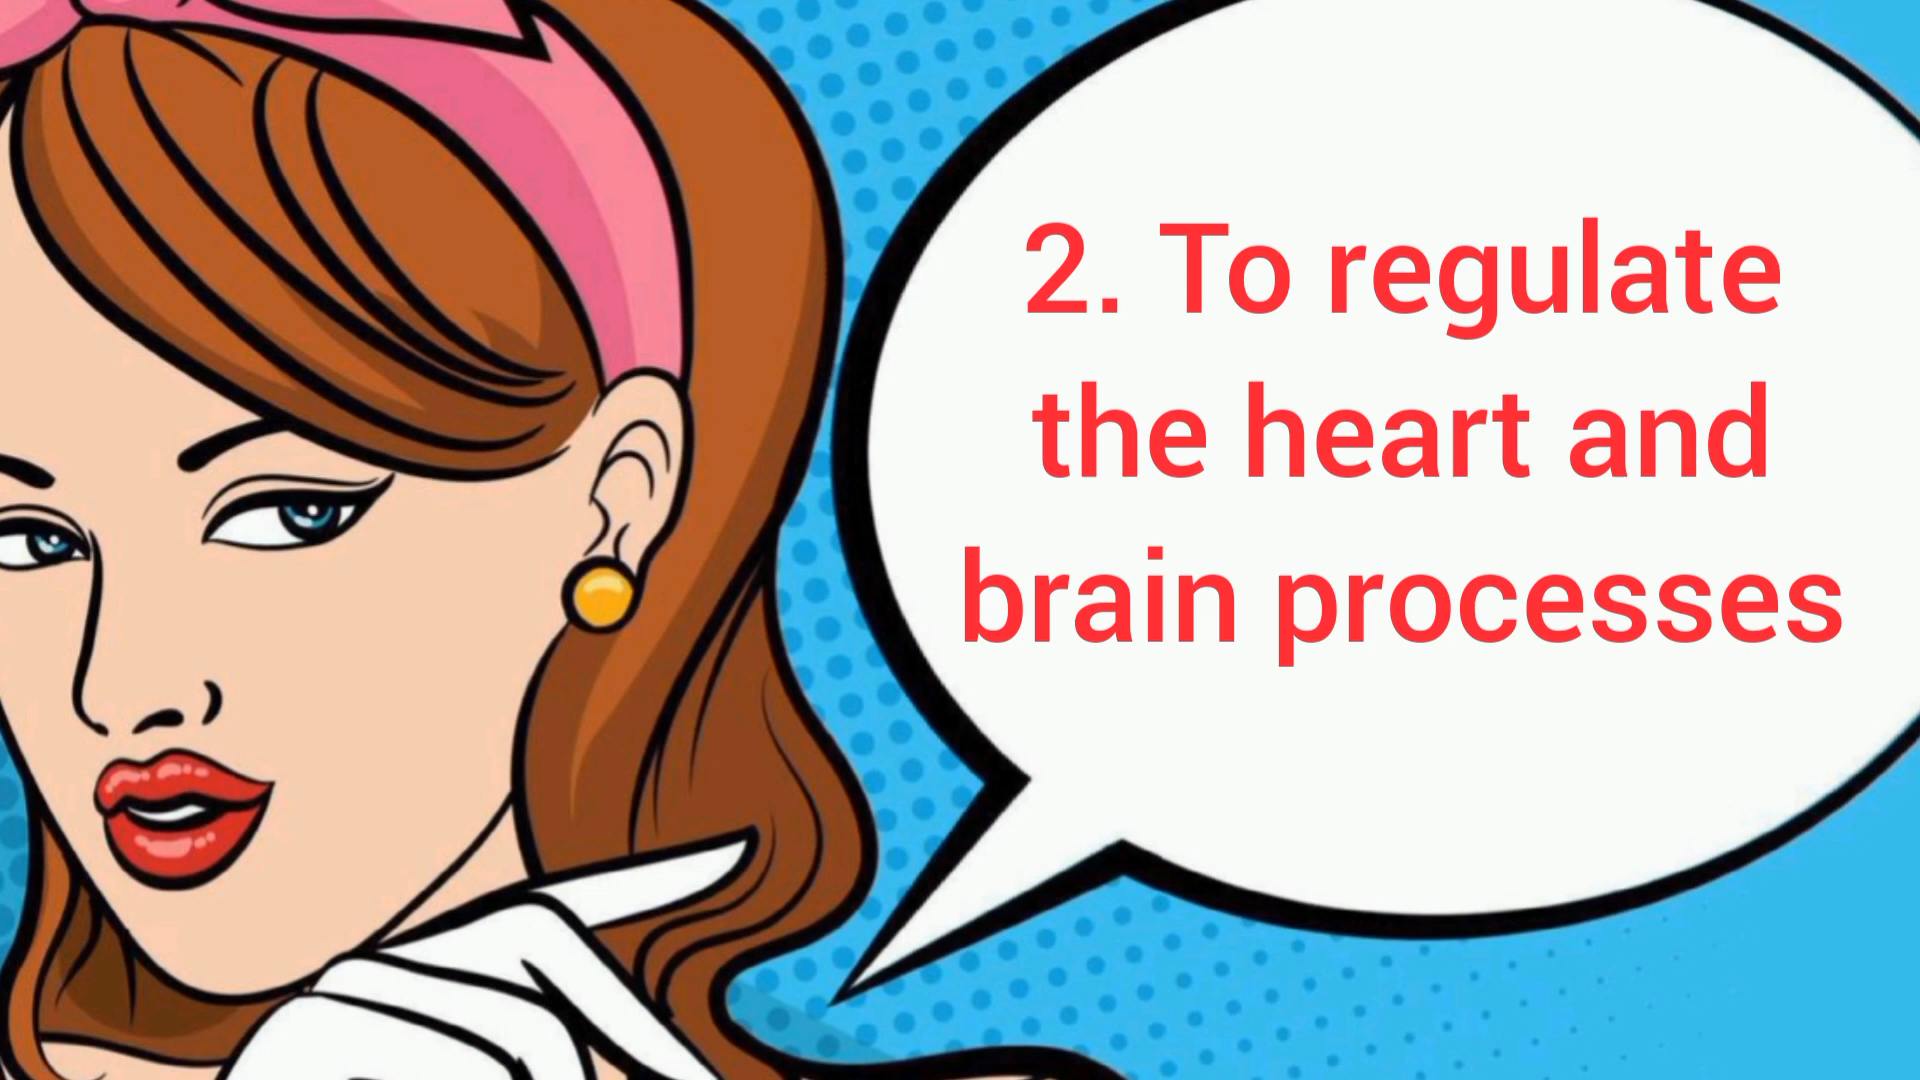 2. To regulate
the heart and
brain processes